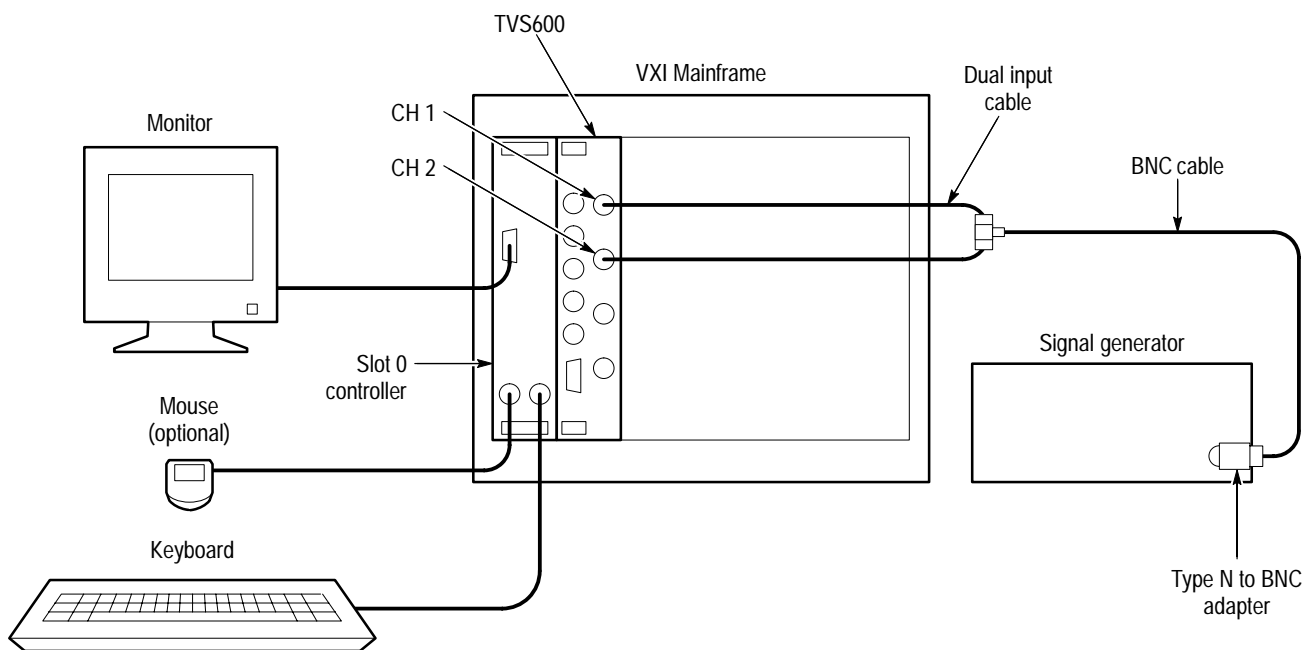 TVS600
VXI Mainframe
Dual input
cable
CH 1
Monitor
CH 2
BNC cable
Signal generator
Slot 0
controller
Mouse
(optional)
Keyboard
Type N to BNC
adapter